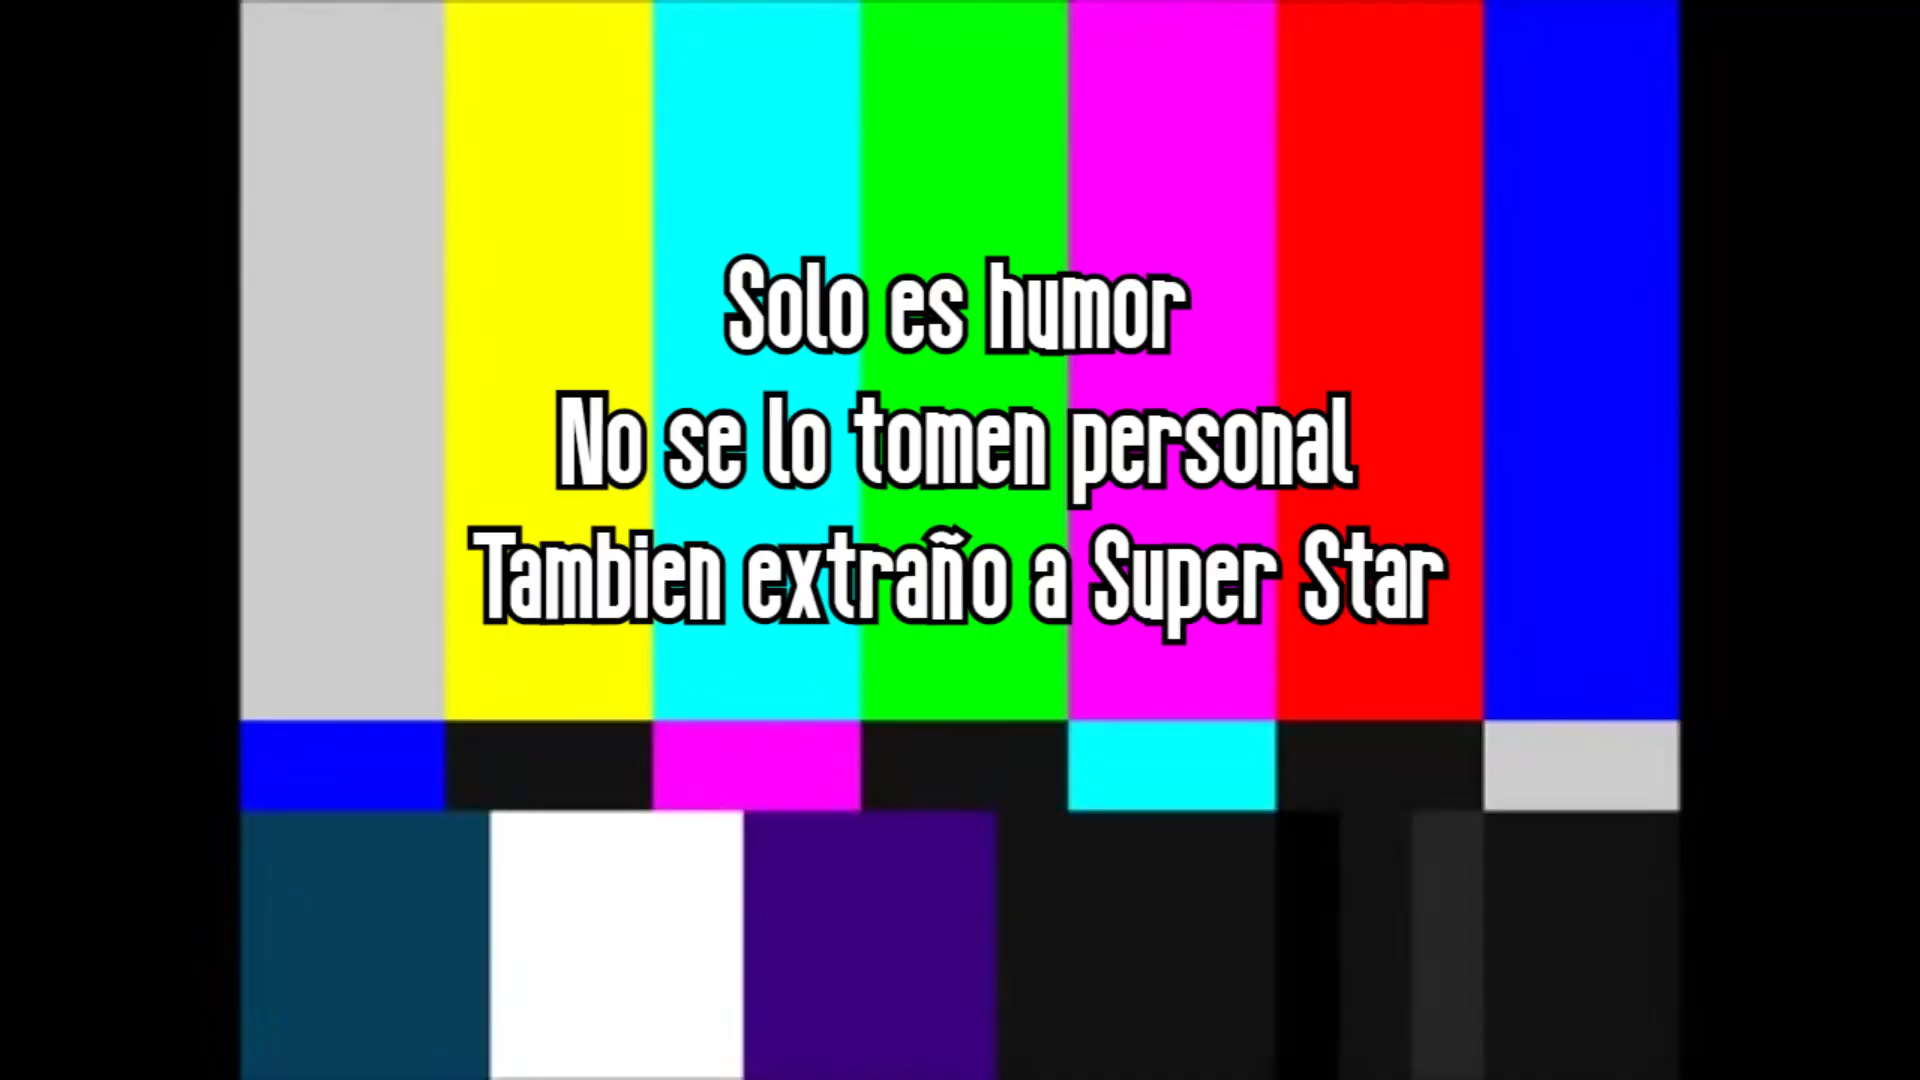 Solo es humor
No se lo tomen personal
Tambien extraño a Super Star